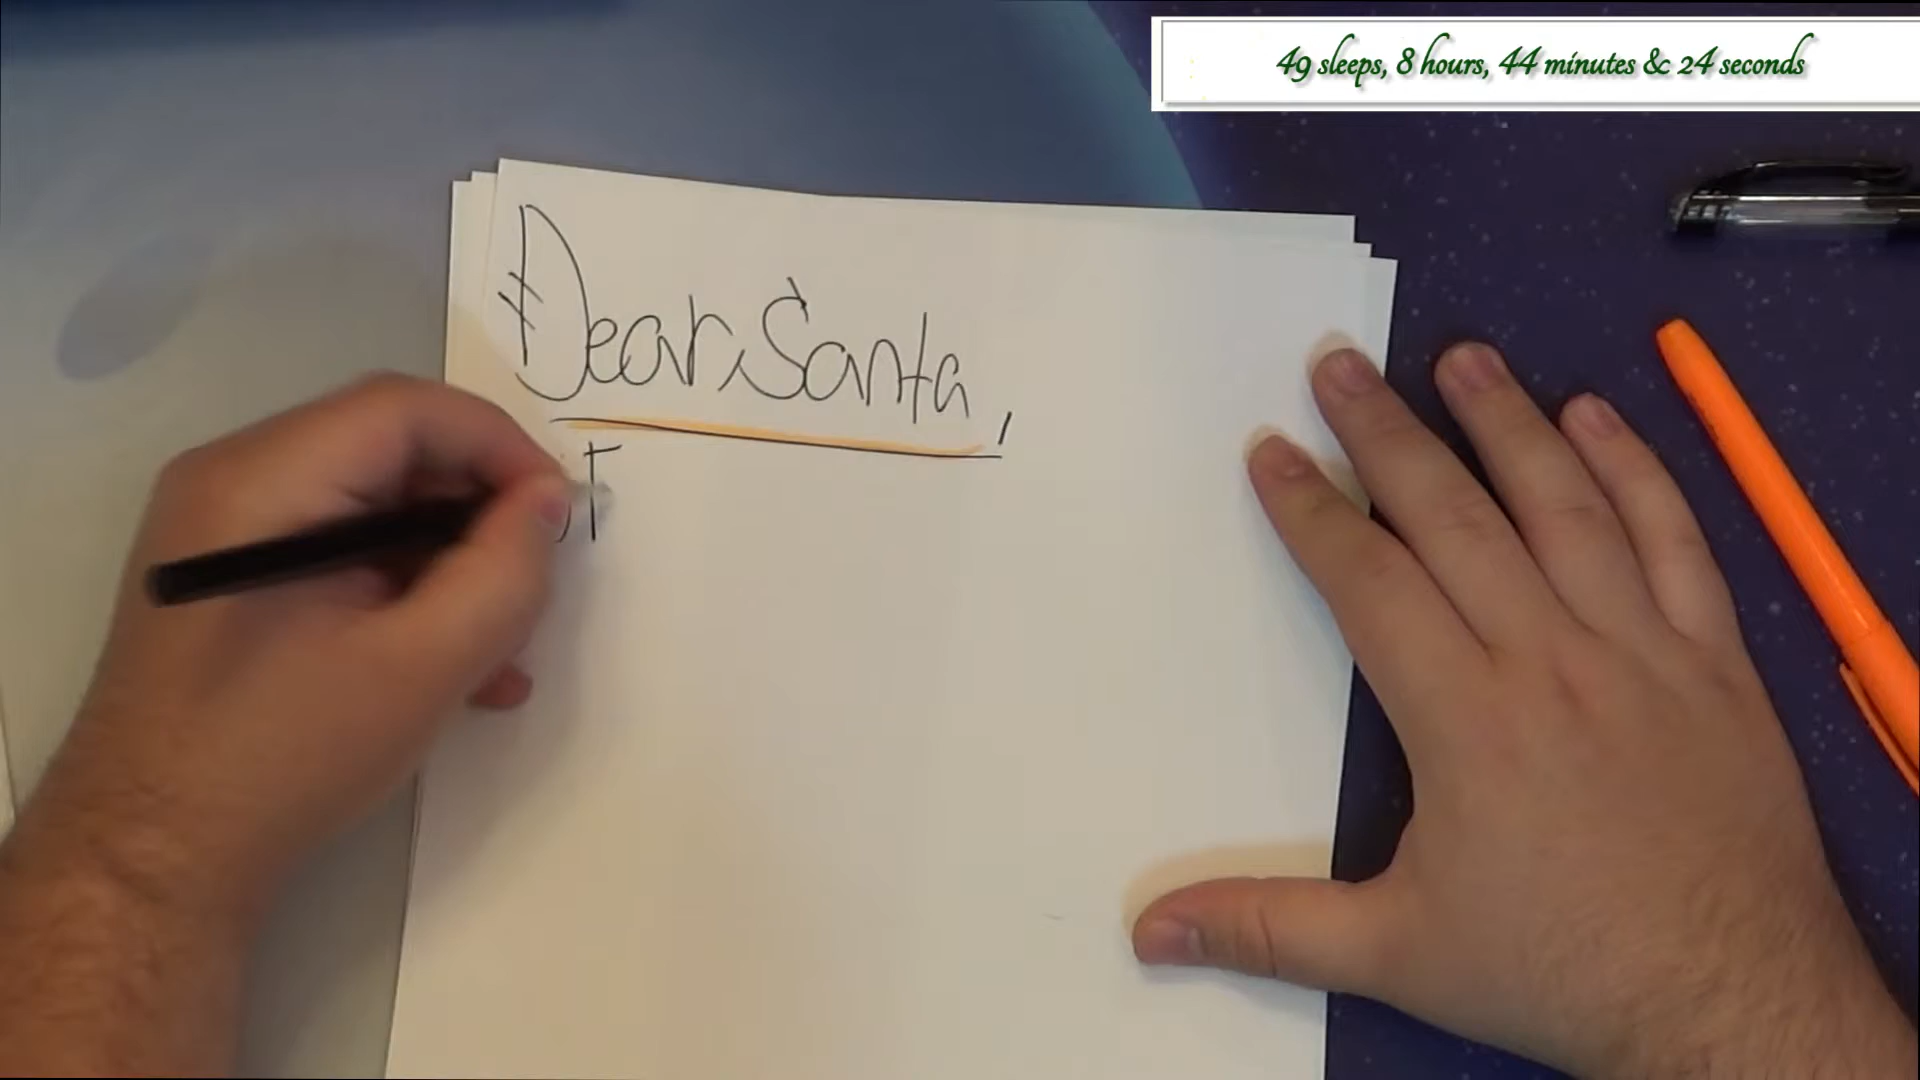 49 sleeps, 8 hours, 44 minutes & 24 seconds
Dear Santa,